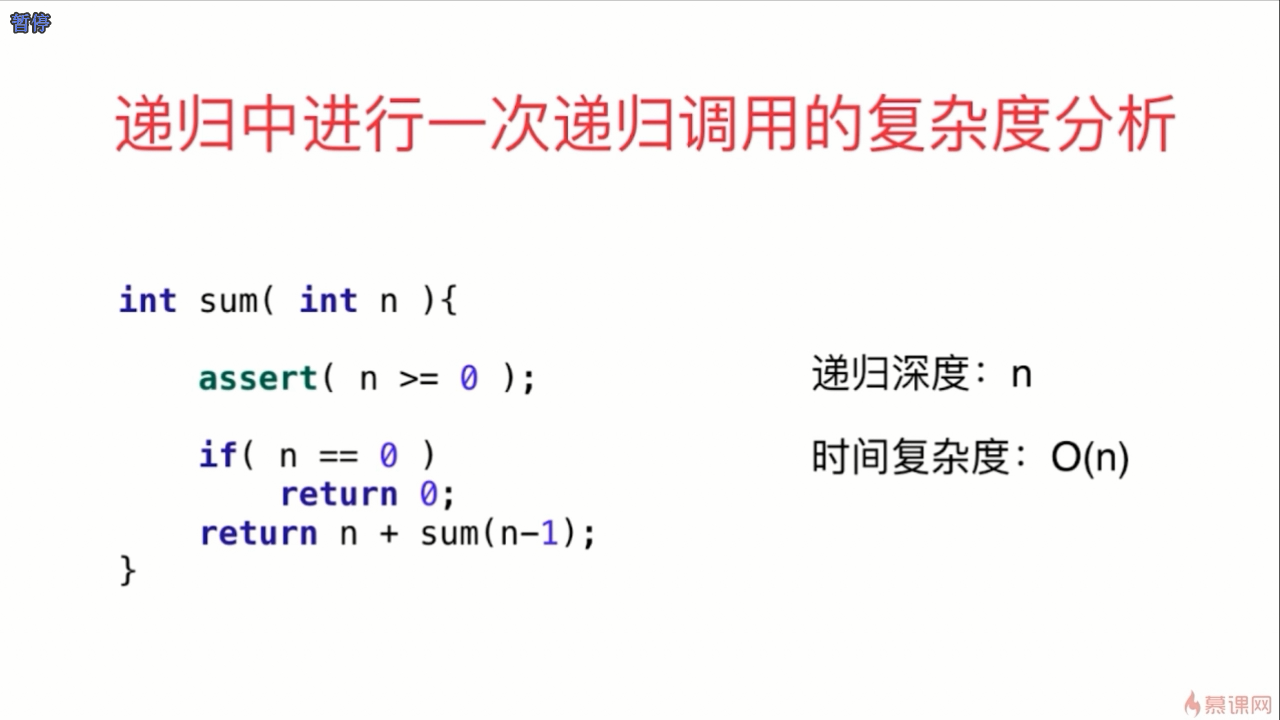 暂停
递归中进行一次递归调用的复杂度分析
int sum( int n ){
assert( n >= 0 );
if( n == 0 )
return 0;
return n + sum(n-1);
}
递归深度：n
时间复杂度：O(n)
慕课网